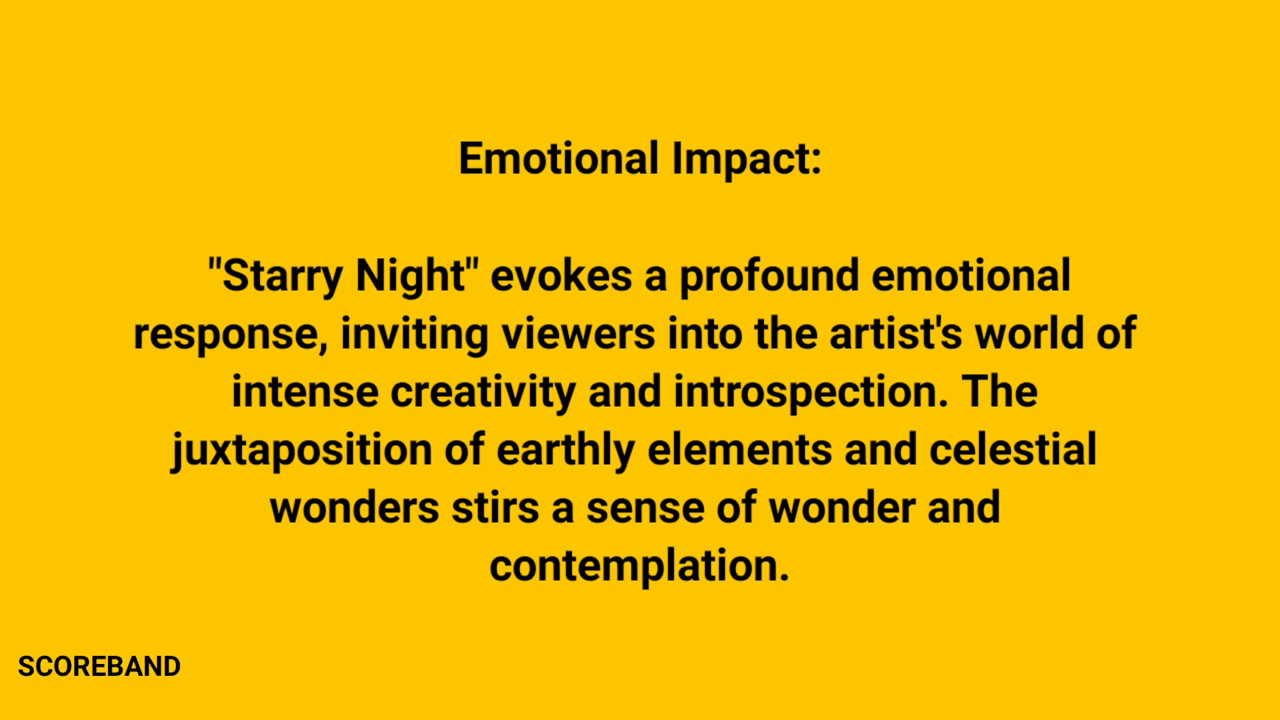 Emotional Impact:
"Starry Night" evokes a profound emotional
response, inviting viewers into the artist's world of
intense creativity and introspection. The
juxtaposition of earthly elements and celestial
wonders stirs a sense of wonder and
contemplation.
SCOREBAND